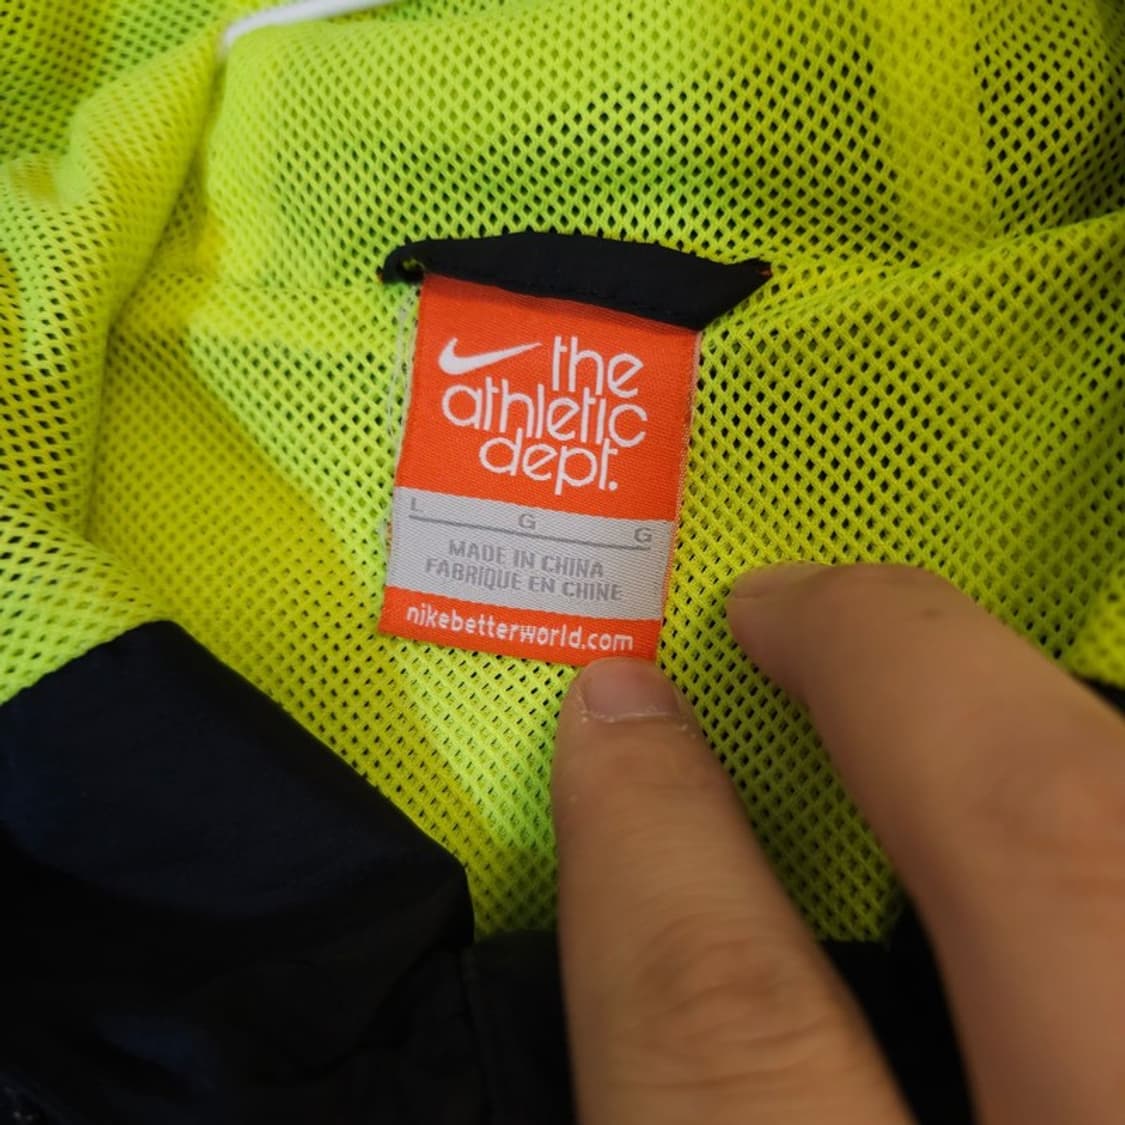 the
athletic
dept.
L G G
MADE IN CHINA
FABRIQUE EN CHINE
nikebetterworld.com